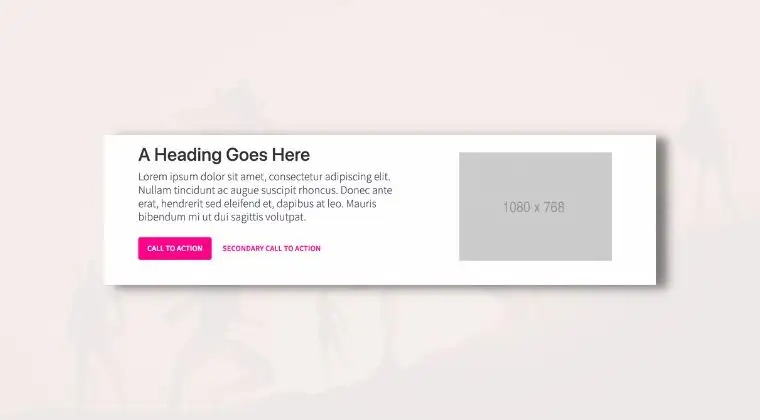 A Heading Goes Here
Lorem ipsum dolor sit amet, consectetur adipiscing elit.
Nullam tincidunt ac augue suscipit rhoncus. Donec ante
erat, hendrerit sed eleifend et, dapibus at leo. Mauris
bibendum mi ut dui sagittis volutpat.
CALL TO ACTION
SECONDARY CALL TO ACTION
1080 x 768